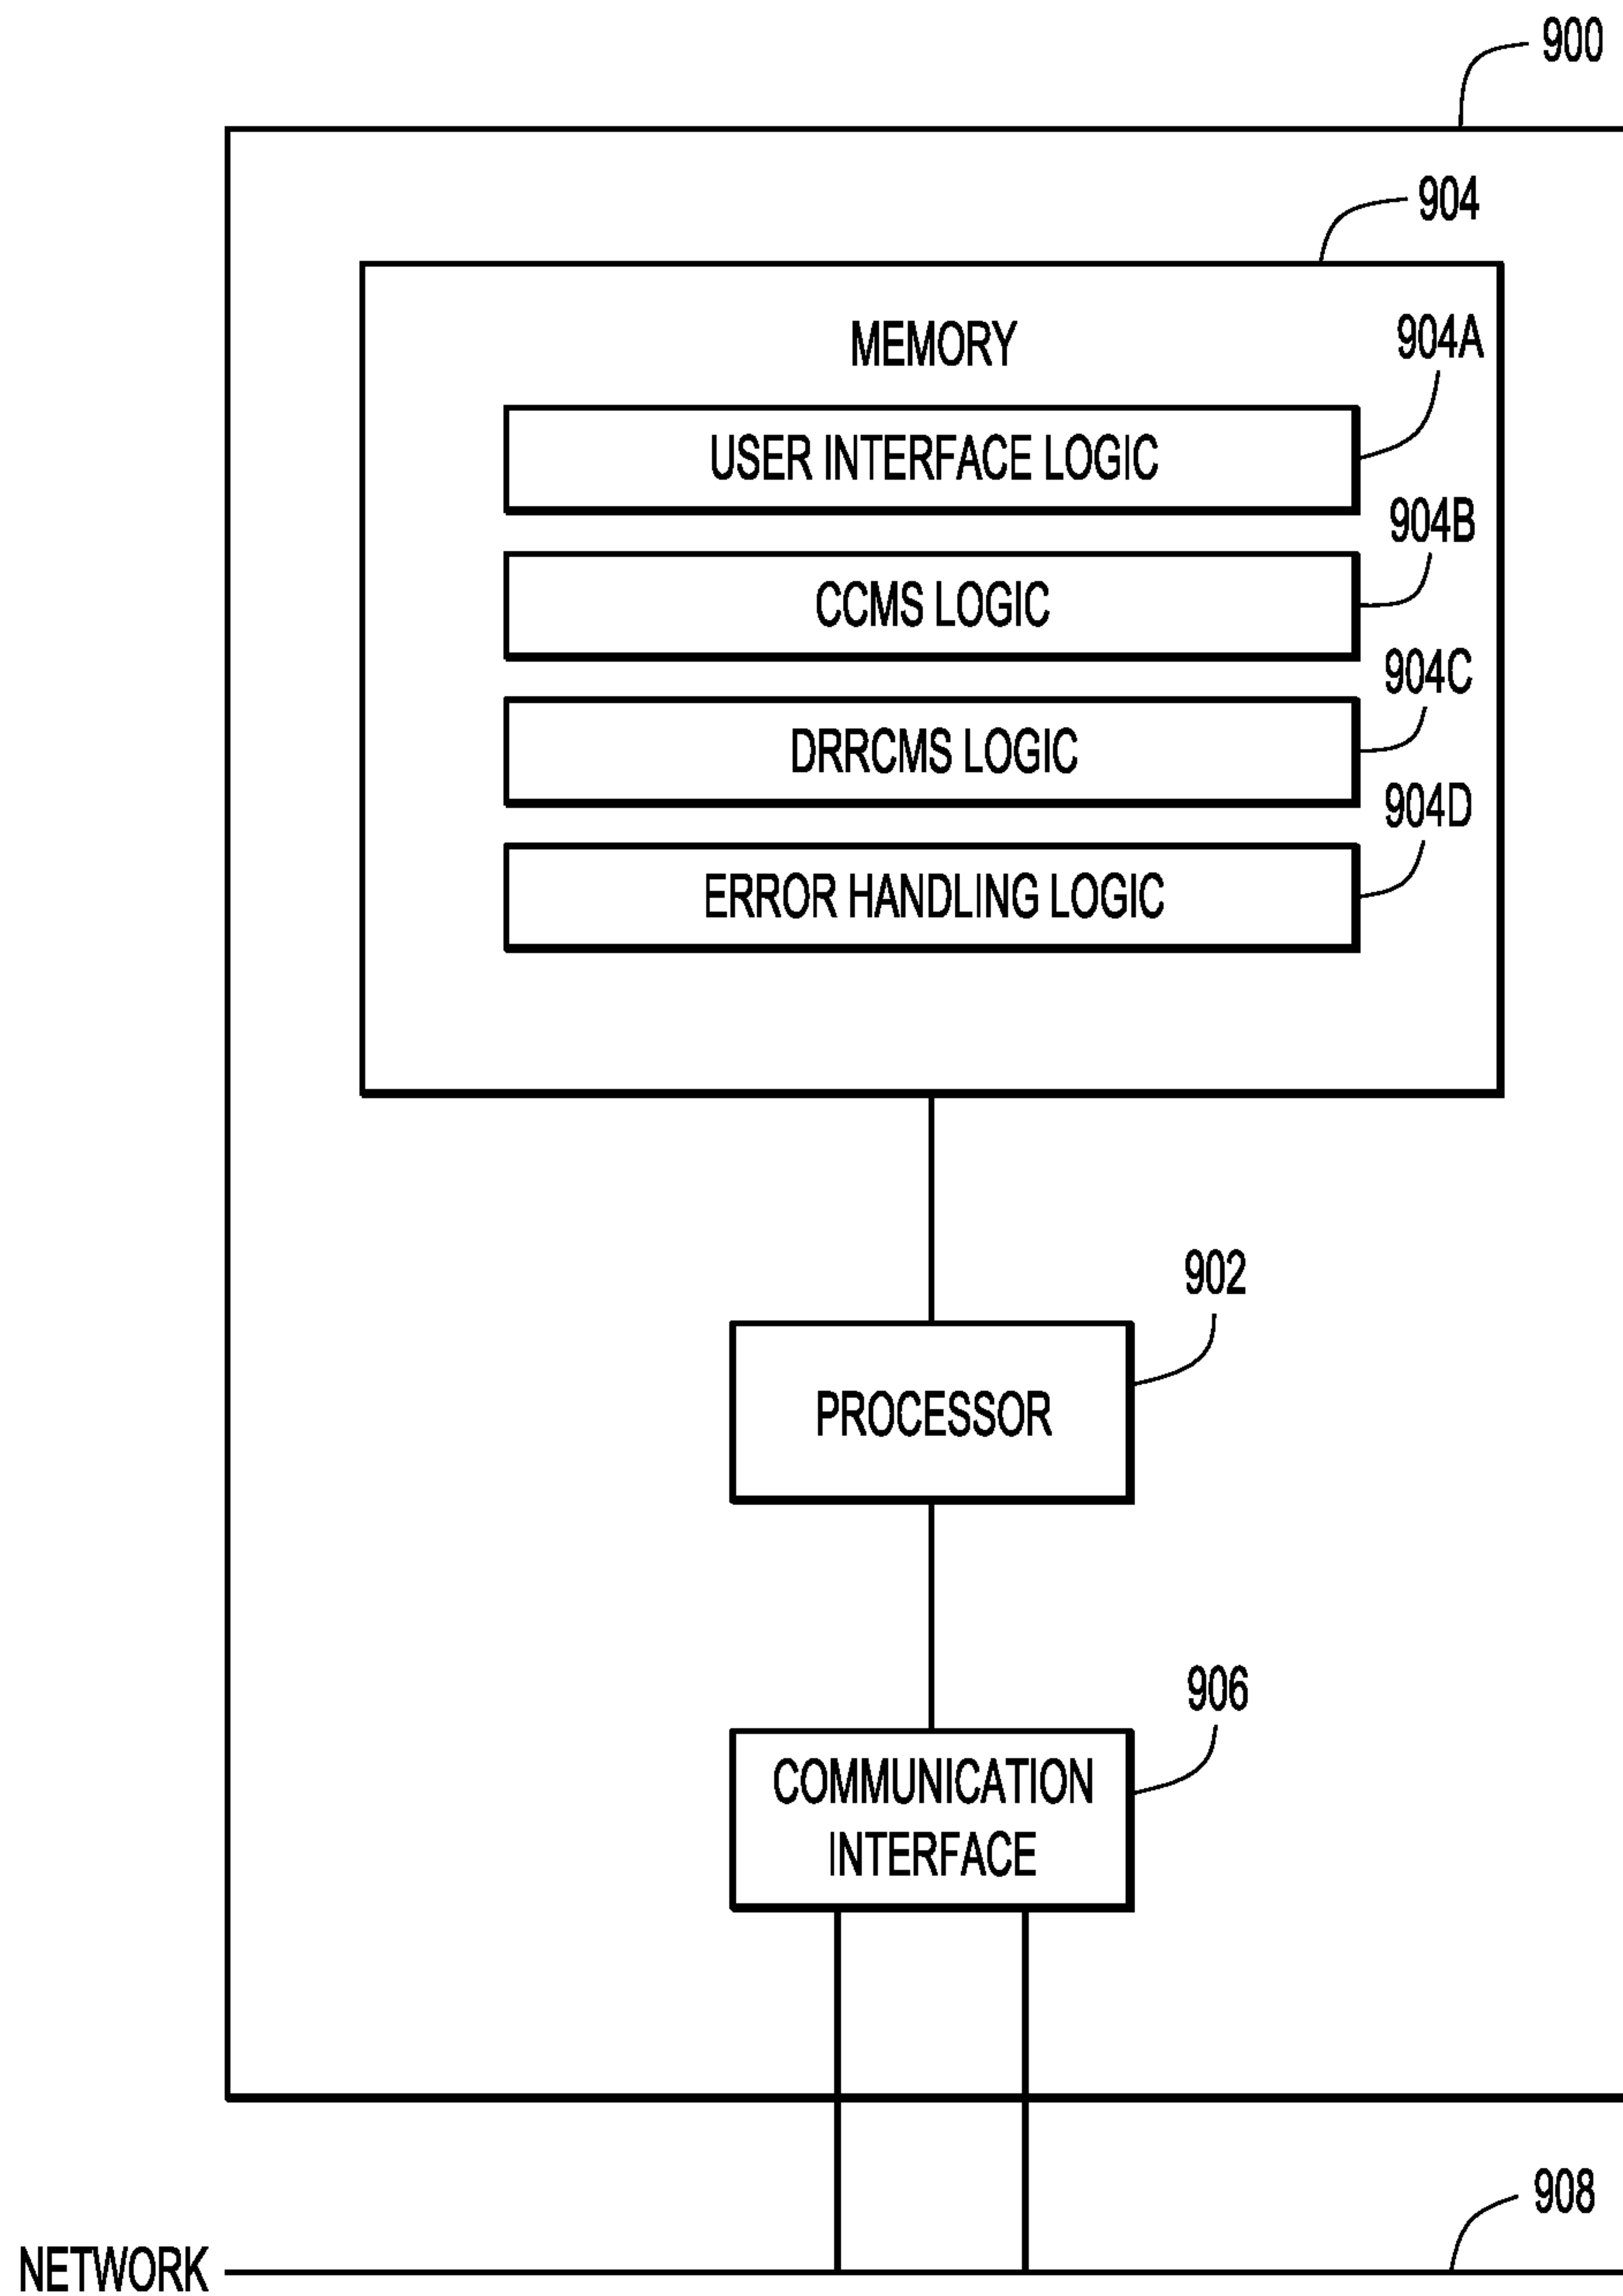 900
904
MEMORY
904A
USER INTERFACE LOGIC
904B
CCMS LOGIC
904C
DRRCMS LOGIC
904D
ERROR HANDLING LOGIC
902
PROCESSOR
906
COMMUNICATION
INTERFACE
908
NETWORK